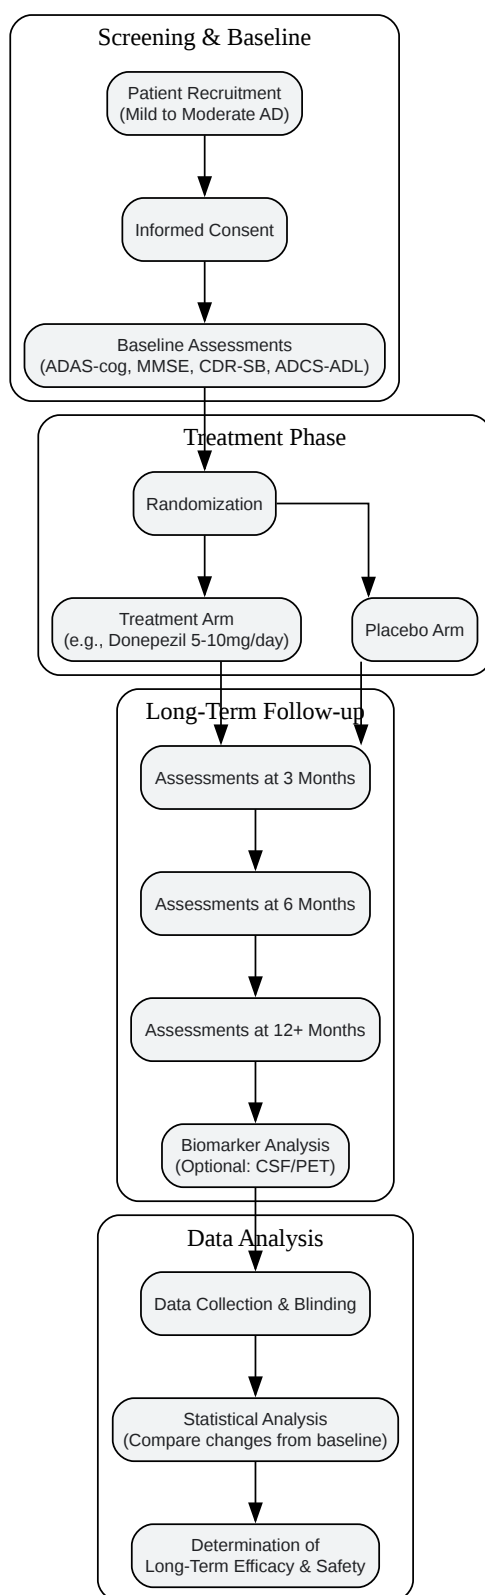 Screening & Baseline
Patient Recruitment
(Mild to Moderate AD)
Informed Consent
Baseline Assessments
(ADAS-cog, MMSE, CDR-SB, ADCS-ADL)
Treatment Phase
Randomization
Treatment Arm
(e.g., Donepezil 5-10mg/day)
Placebo Arm
Long-Term Follow-up
Assessments at 3 Months
Assessments at 6 Months
Assessments at 12+ Months
Biomarker Analysis
(Optional: CSF/PET)
Data Analysis
Data Collection & Blinding
Statistical Analysis
(Compare changes from baseline)
Determination of
Long-Term Efficacy & Safety